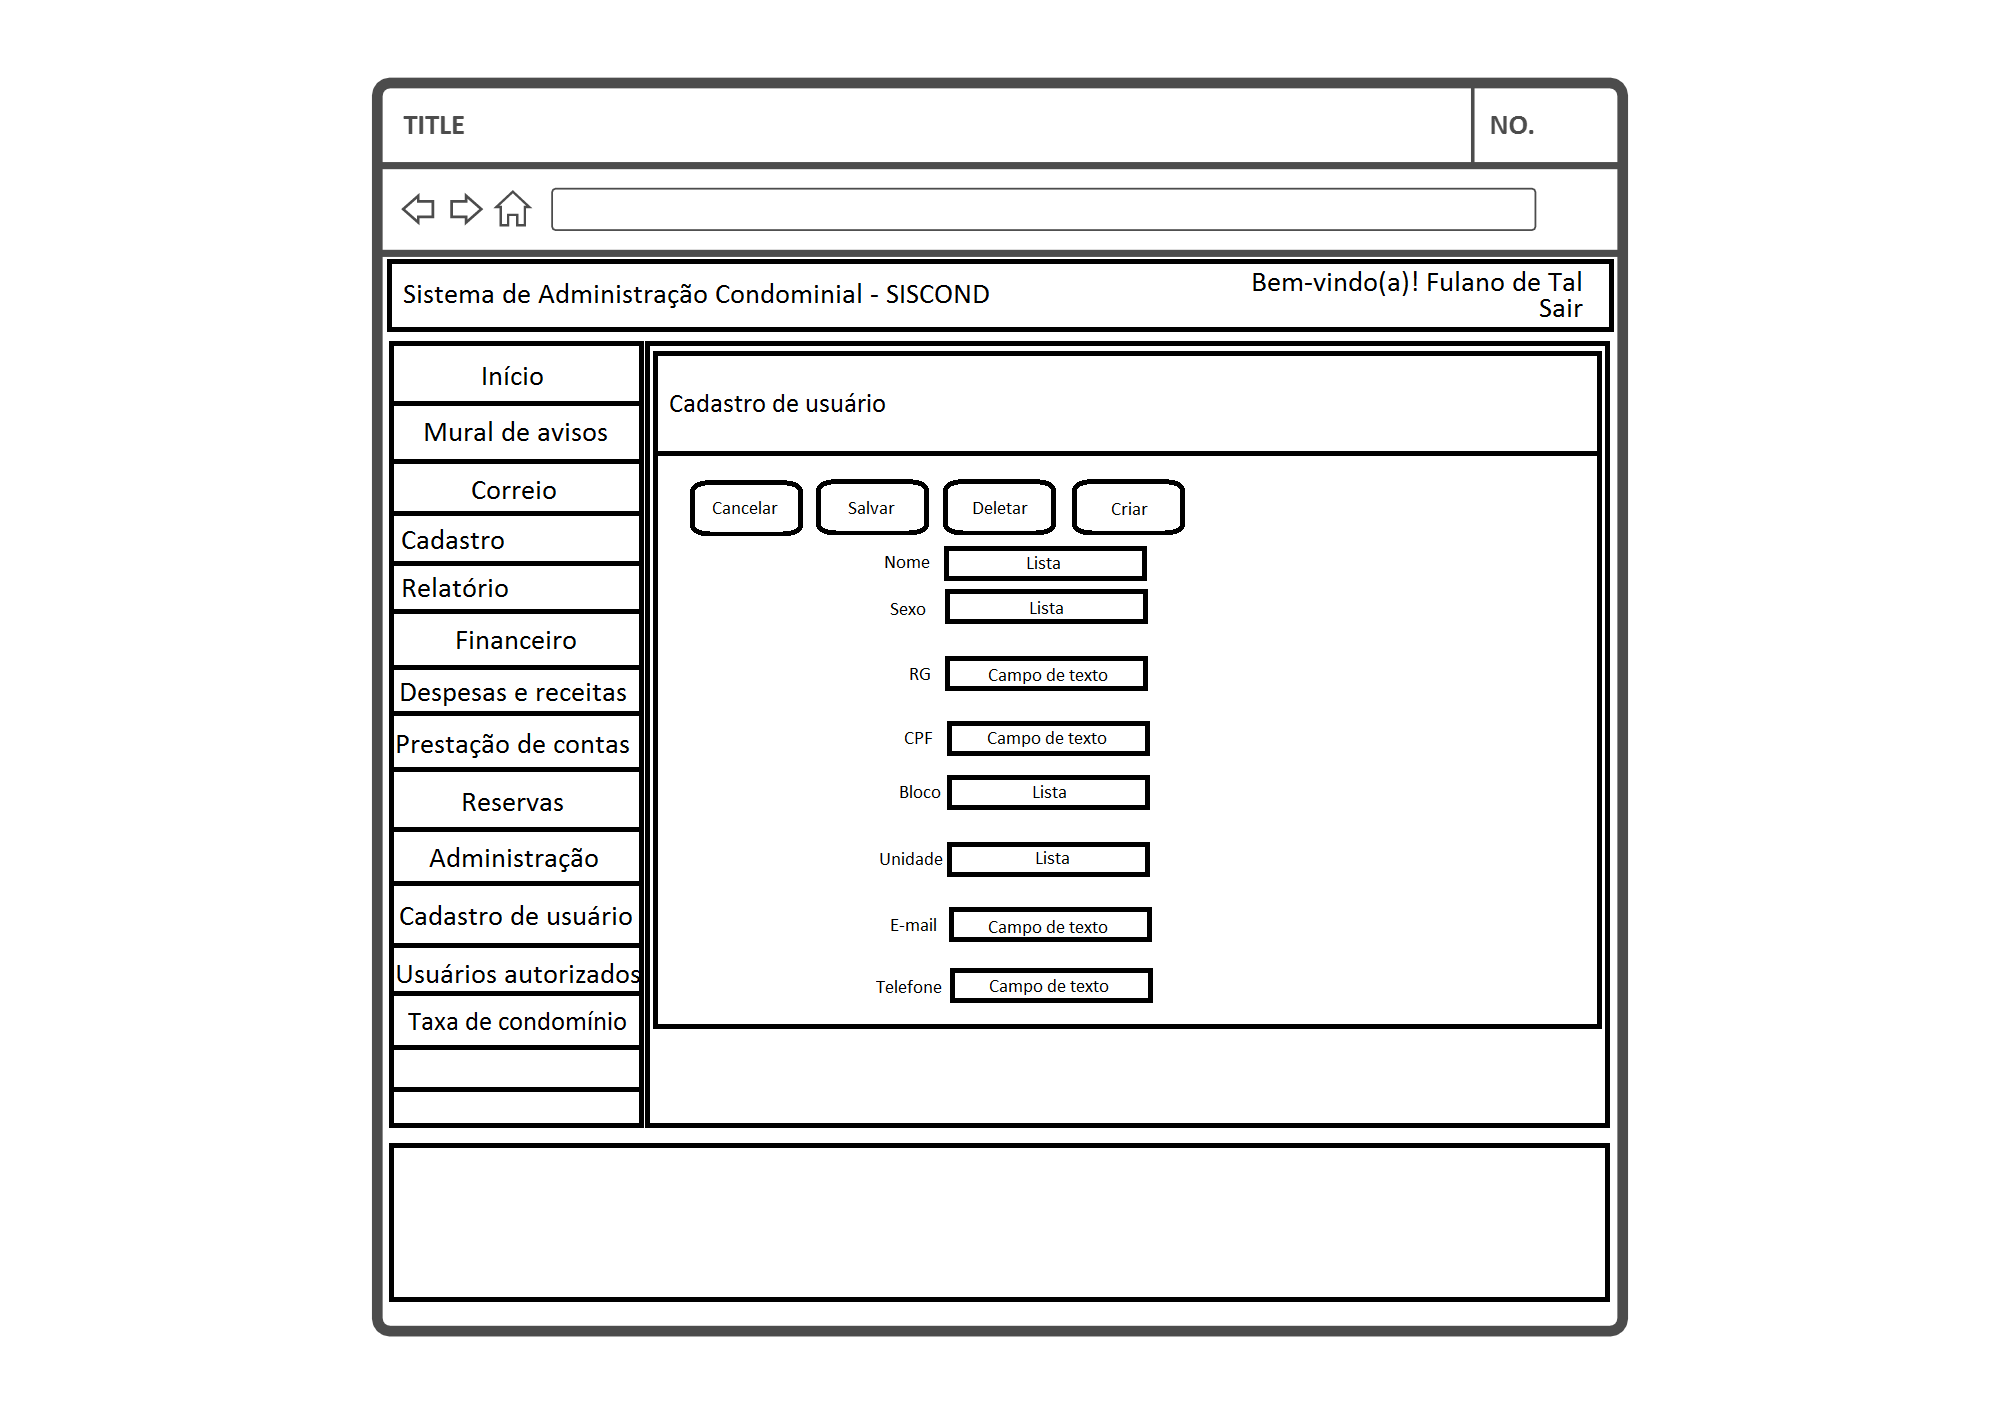 TITLE
NO.
Sistema de Administração Condominial - SISCOND
Bem-vindo(a)! Fulano de Tal
Sair
Início
Mural de avisos
Correio
Cadastro
Relatório
Financeiro
Despesas e receitas
Prestação de contas
Reservas
Administração
Cadastro de usuário
Usuários autorizados
Taxa de condomínio
Cadastro de usuário
Cancelar
Salvar
Deletar
Criar
Nome Lista
Sexo Lista
RG Campo de texto
CPF Campo de texto
Bloco Lista
Unidade Lista
E-mail Campo de texto
Telefone Campo de texto